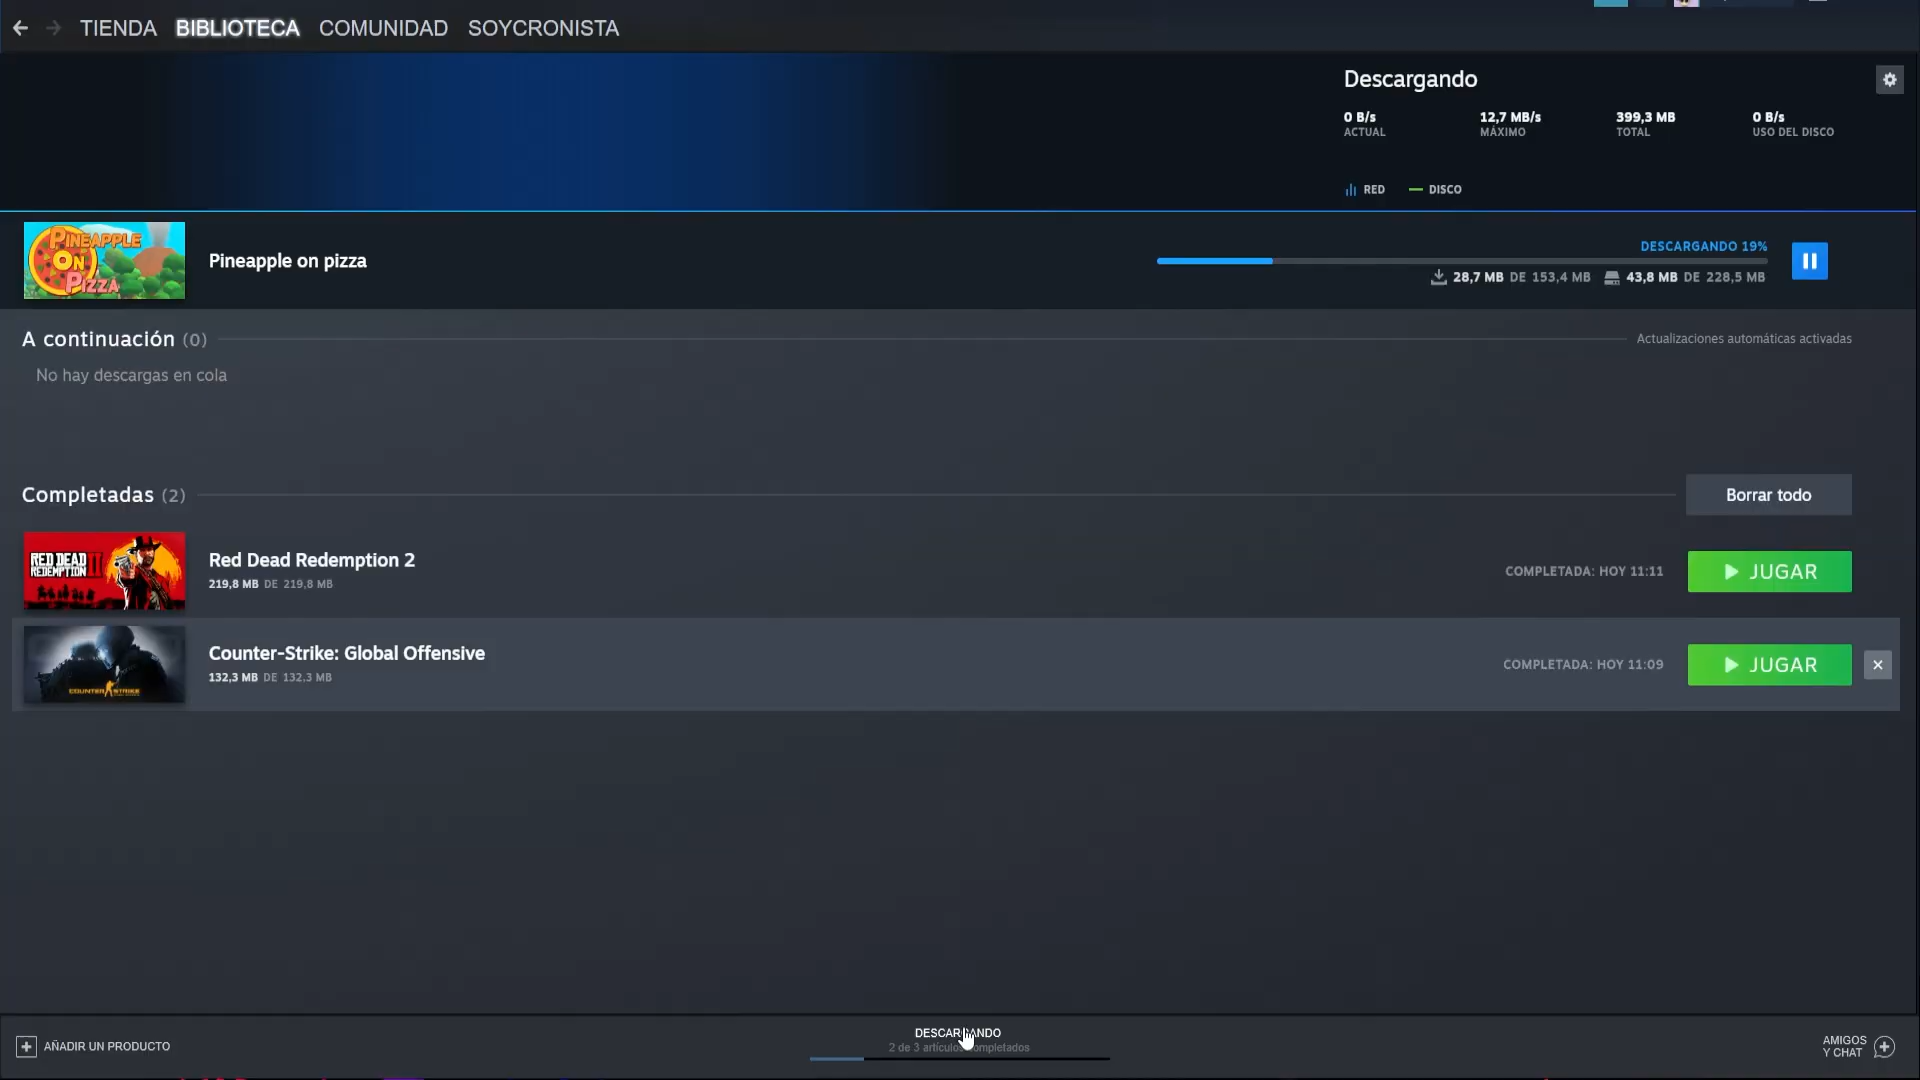 TIENDA BIBLIOTECA COMUNIDAD SOYCRONISTA
Descargando
0 B/s 12,7 MB/s 399,3 MB 0 B/s
ACTUAL MÁXIMO TOTAL USO DEL DISCO
RED DISCO
PINEAPPLE
ON
PIZZA
Pineapple on pizza
DESCARGANDO 19%
28,7 MB DE 153,4 MB 43,8 MB DE 228,5 MB
A continuación (0)
Actualizaciones automáticas activadas
No hay descargas en cola
Completadas (2)
Borrar todo
RED DEAD
REDEMPTION II
Red Dead Redemption 2
219,8 MB DE 219,8 MB
COMPLETADA: HOY 11:11
JUGAR
COUNTER STRIKE
Counter-Strike: Global Offensive
132,3 MB DE 132,3 MB
COMPLETADA: HOY 11:09
JUGAR
AÑADIR UN PRODUCTO
DESCARGANDO
2 de 3 artículos completados
AMIGOS
Y CHAT